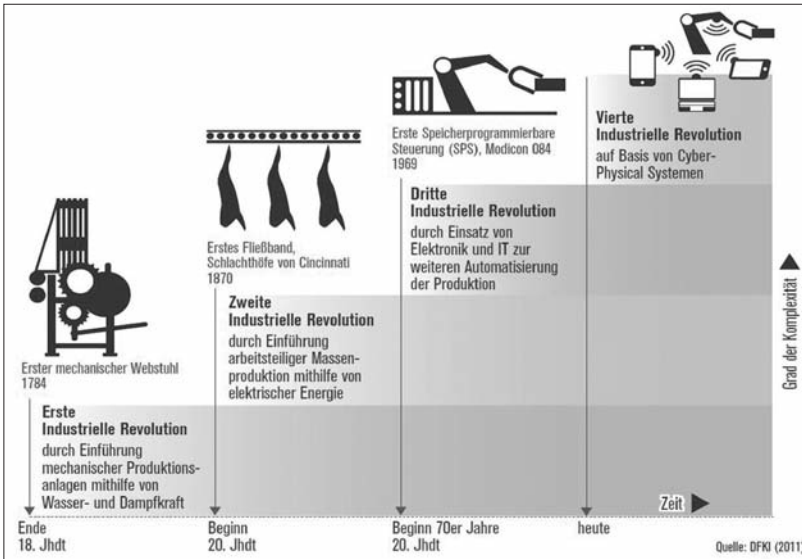 Erste Speicherprogrammierbare
Steuerung (SPS), Modicon 084
1969
Vierte
Industrielle Revolution
auf Basis von Cyber-
Physical Systemen
Erstes Fließband,
Schlachthöfe von Cincinnati
1870
Dritte
Industrielle Revolution
durch Einsatz von
Elektronik und IT zur
weiteren Automatisierung
der Produktion
Erster mechanischer Webstuhl
1784
Zweite
Industrielle Revolution
durch Einführung
arbeitsteiliger Massen-
produktion mithilfe von
elektrischer Energie
Erste
Industrielle Revolution
durch Einführung
mechanischer Produktions-
anlagen mithilfe von
Wasser- und Dampfkraft
Grad der Komplexität
Zeit
Ende
18. Jhdt
Beginn
20. Jhdt
Beginn 70er Jahre
20. Jhdt
heute
Quelle: DFKI (2011)